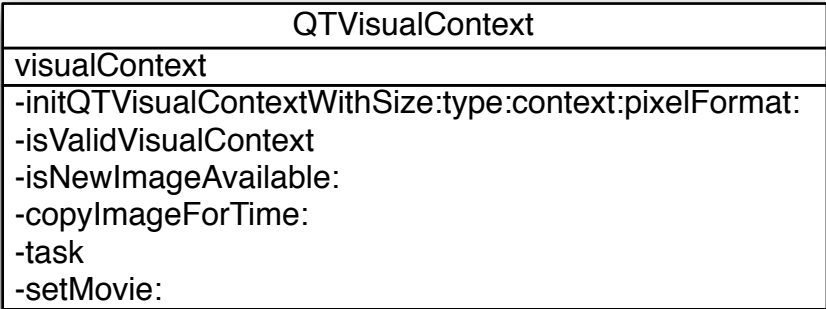 QTVisualContext
visualContext
-initQTVisualContextWithSize:type:context:pixelFormat:
-isValidVisualContext
-isNewImageAvailable:
-copyImageForTime:
-task
-setMovie: